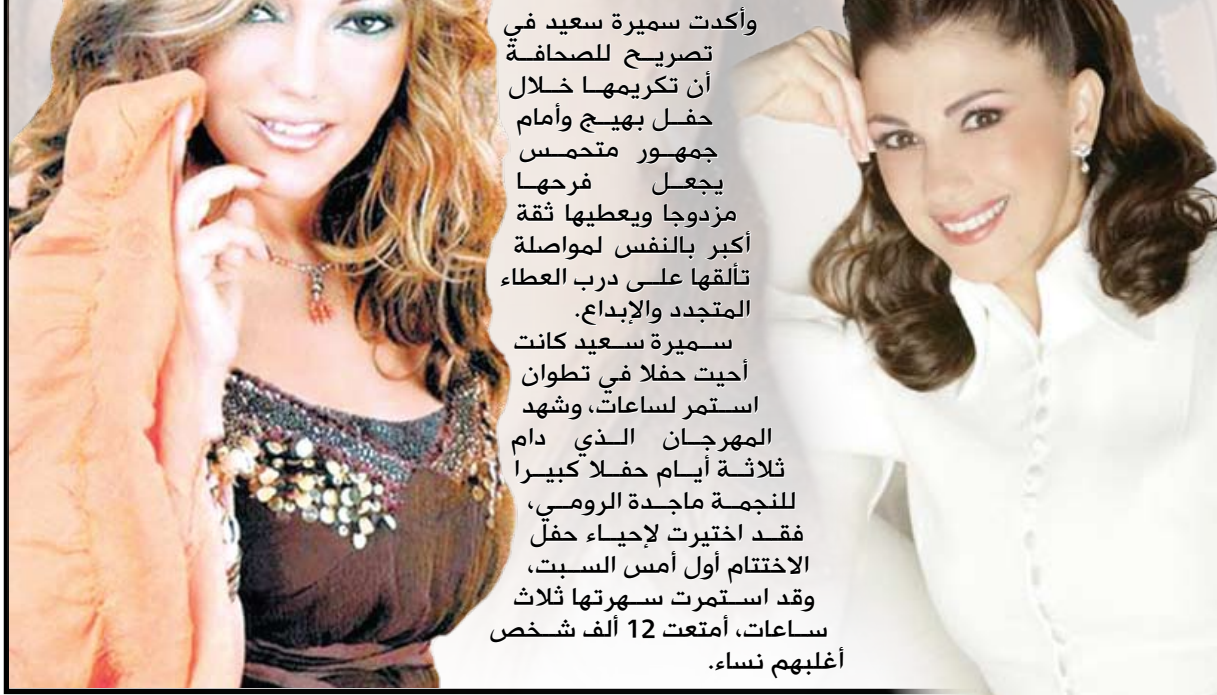 وأكدت سميرة سعيد في
تصريح للصحافة
أن تكريمها خلال
حفل بهيج وأمام
جمهور متحمس
يجعل فرحها
مزدوجا ويعطيها ثقة
أكبر بالنفس لمواصلة
تألقها على درب العطاء
المتجدد والإبداع.
سميرة سعيد كانت
أحيت حفلا في تطوان
استمر لساعات، وشهد
المهرجان الذي دام
ثلاثة أيام حفلا كبيرا
للنجمة ماجدة الرومي،
فقد اختيرت لإحياء حفل
الاختتام أول أمس السبت،
وقد استمرت سهرتها ثلاث
ساعات، أمتعت 12 ألف شخص
أغلبهم نساء.